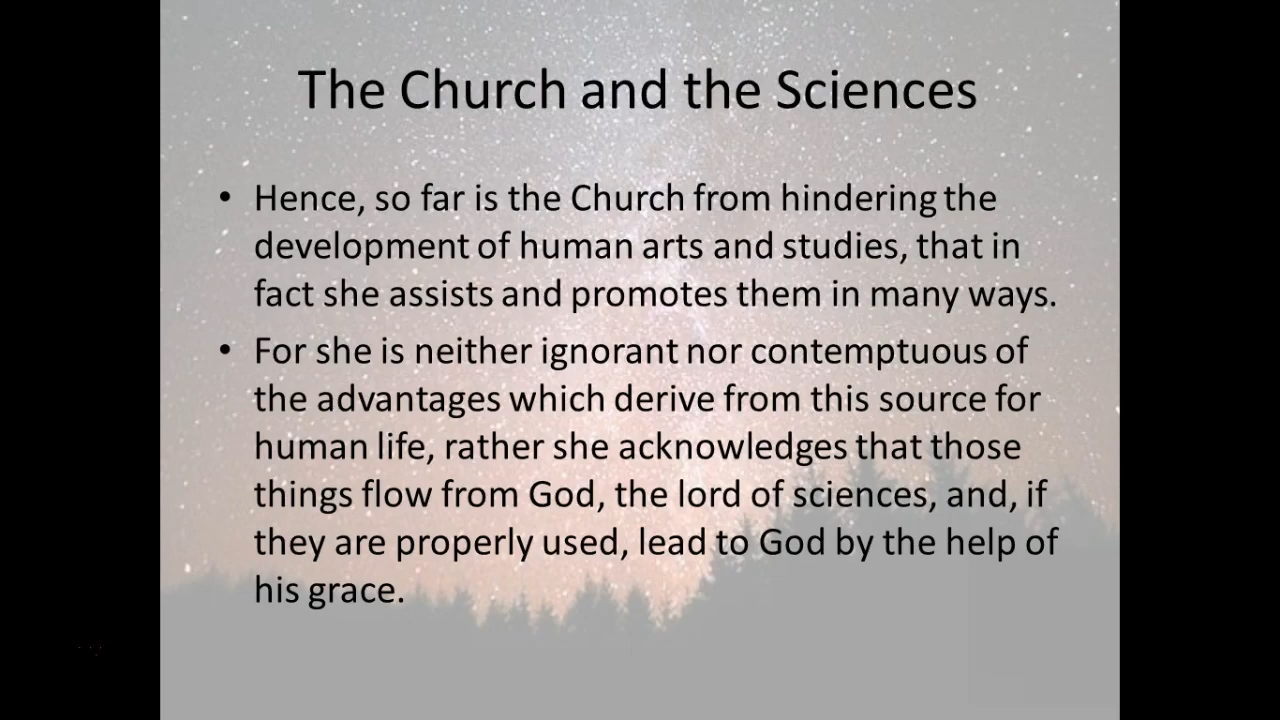 The Church and the Sciences
• Hence, so far is the Church from hindering the
development of human arts and studies, that in
fact she assists and promotes them in many ways.
• For she is neither ignorant nor contemptuous of
the advantages which derive from this source for
human life, rather she acknowledges that those
things flow from God, the lord of sciences, and, if
they are properly used, lead to God by the help of
his grace.